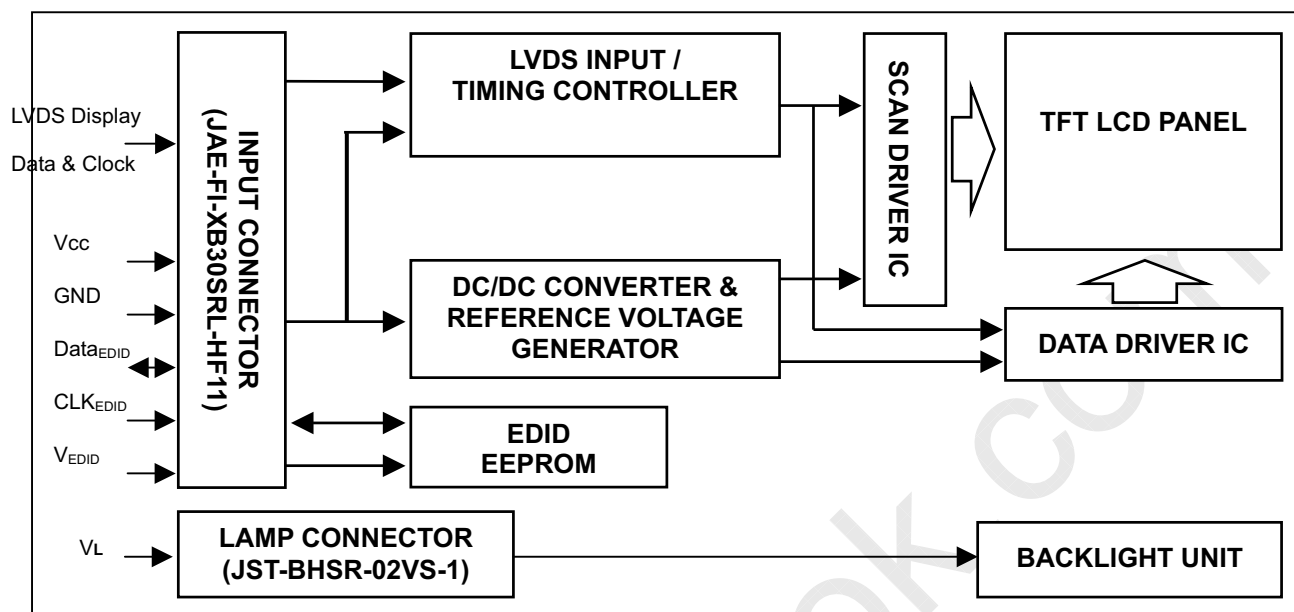 LVDS Display
Data & Clock
Vcc
GND
DataEDID
CLKEDID
VEDID
VL
INPUT CONNECTOR
(JAE-FI-XB30SRL-HF11)
LVDS INPUT /
TIMING CONTROLLER
DC/DC CONVERTER &
REFERENCE VOLTAGE
GENERATOR
EDID
EEPROM
LAMP CONNECTOR
(JST-BHSR-02VS-1)
SCAN DRIVER IC
TFT LCD PANEL
DATA DRIVER IC
BACKLIGHT UNIT